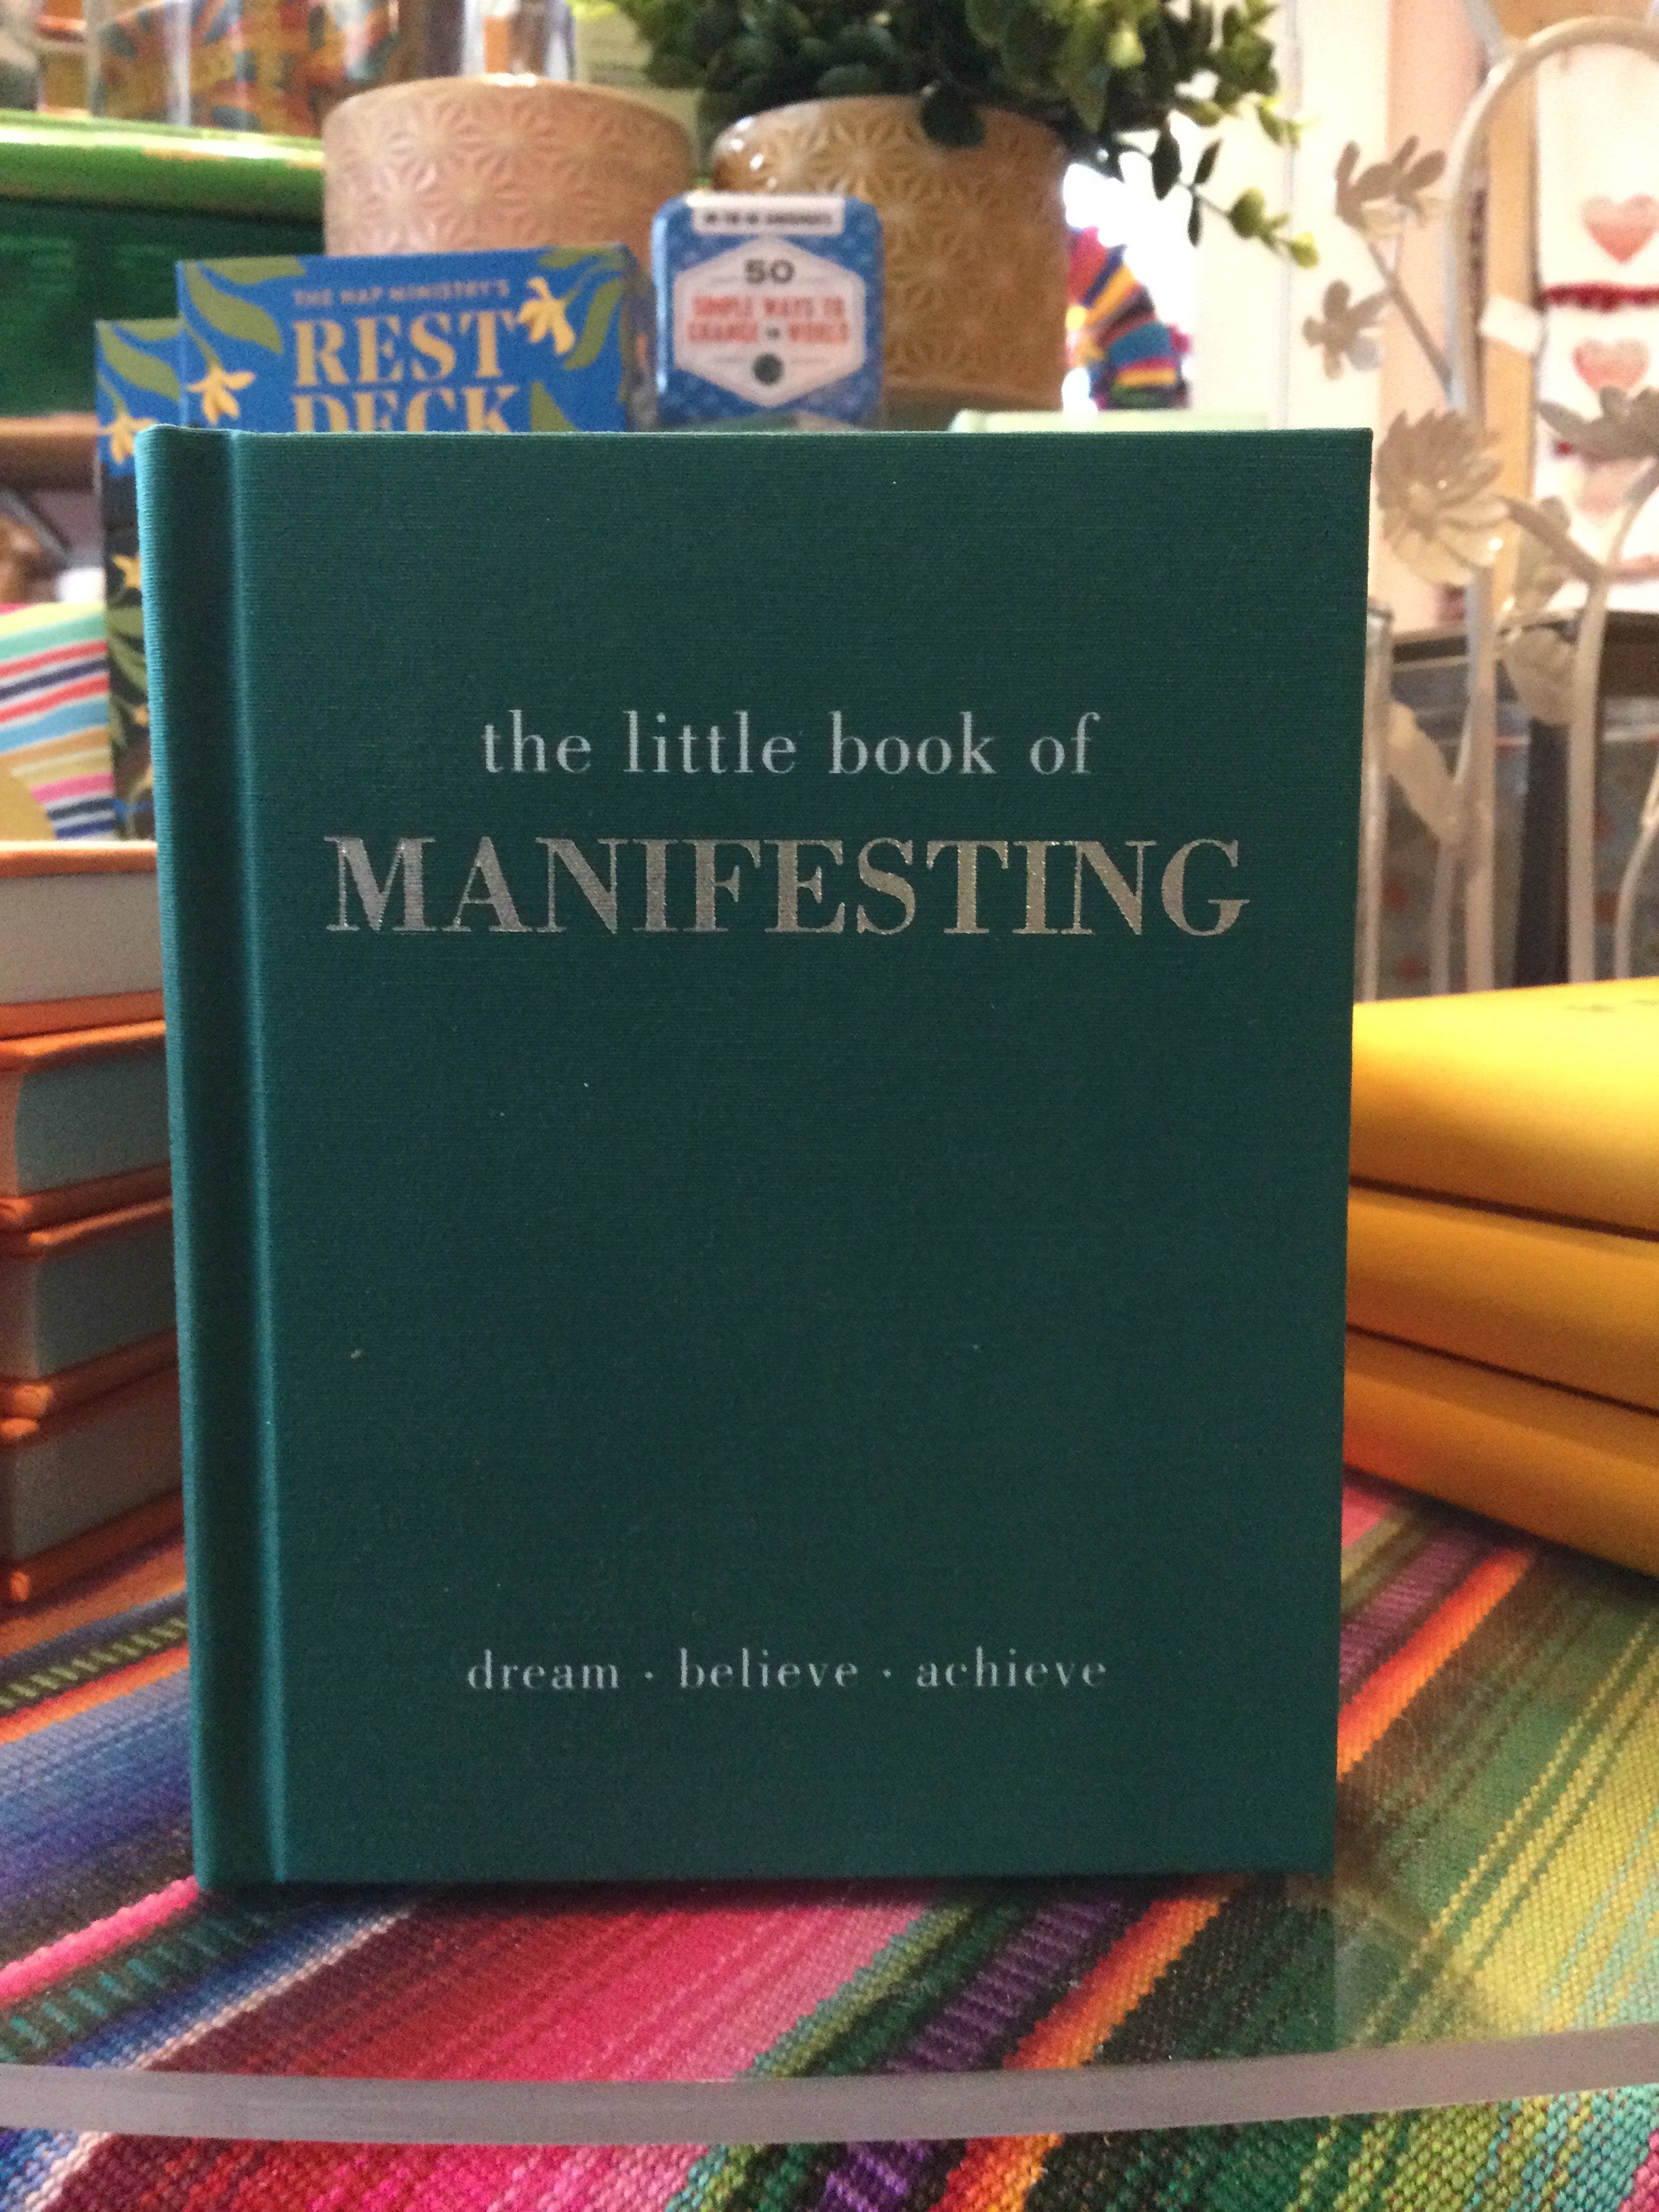 THE NAP MINISTRY'S
REST
DECK
50
SIMPLE WAYS TO
CHANGE THE WORLD
the little book of
MANIFESTING
dream · believe · achieve